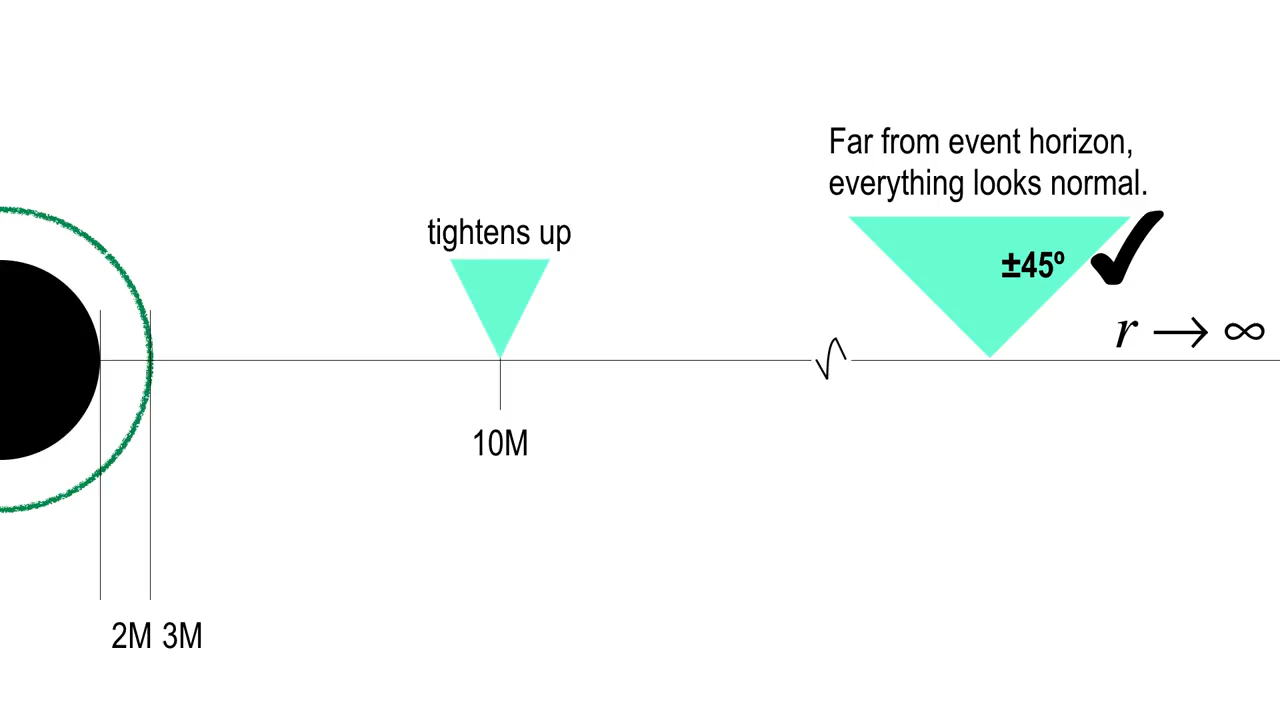 Far from event horizon,
everything looks normal.
tightens up
±45º
r → ∞
10M
2M 3M